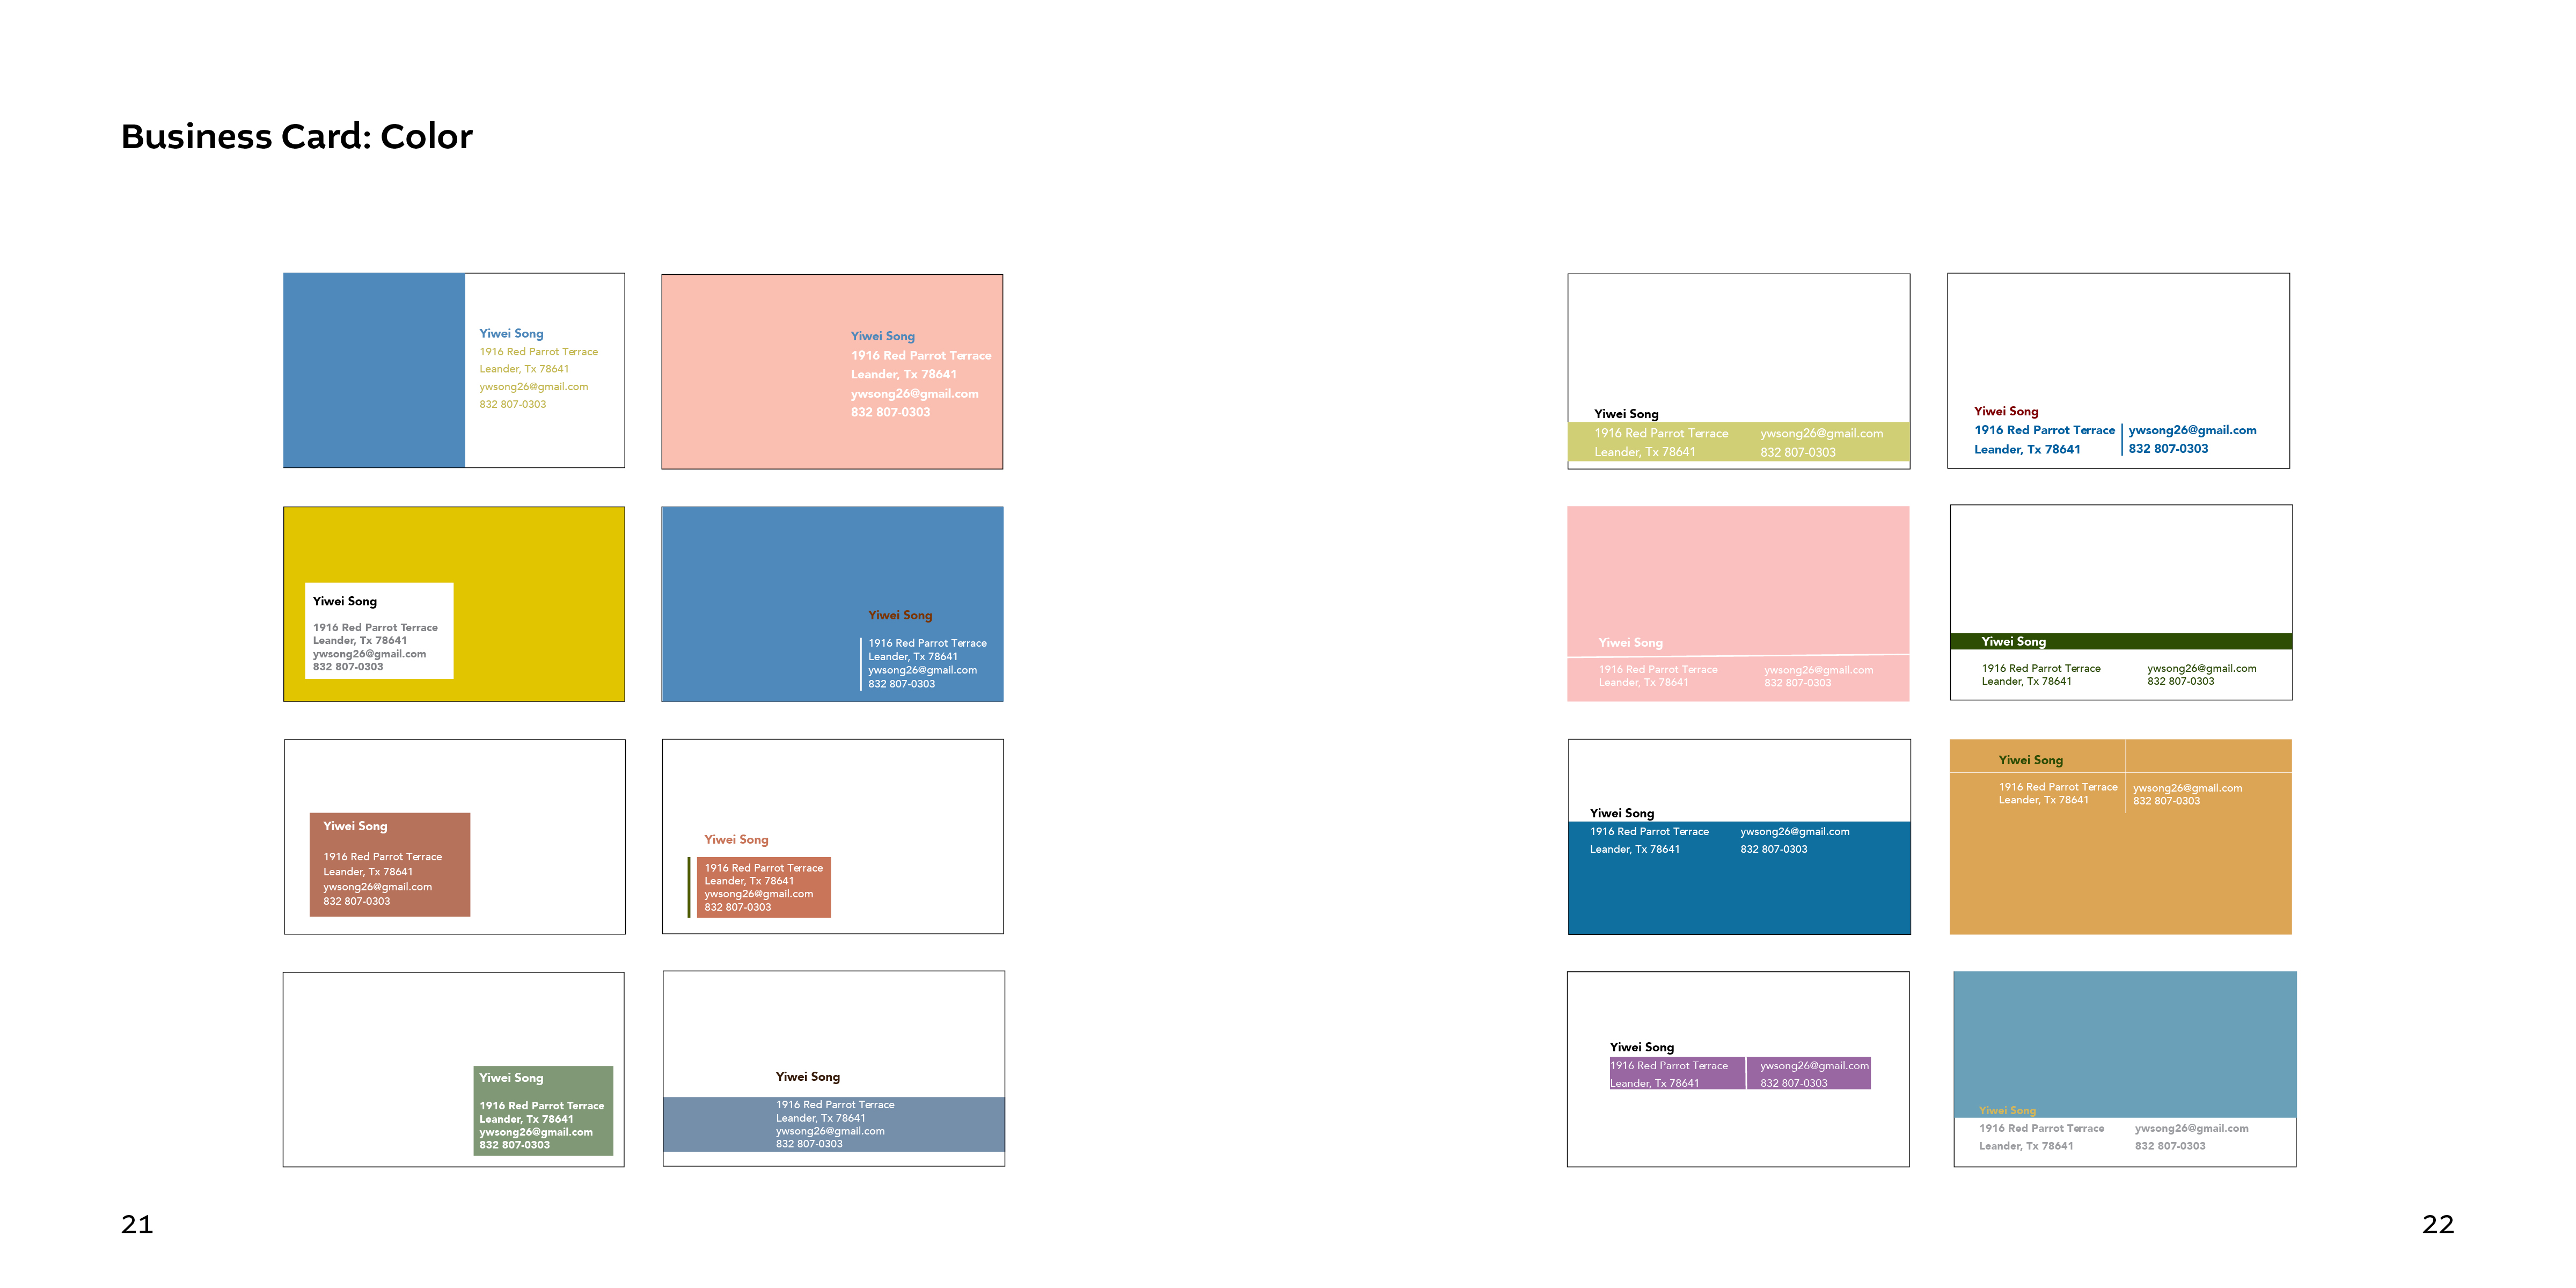 Business Card: Color
Yiwei Song
1916 Red Parrot Terrace
Leander, Tx 78641
ywsong26@gmail.com
832 807-0303
Yiwei Song
1916 Red Parrot Terrace
Leander, Tx 78641
ywsong26@gmail.com
832 807-0303
Yiwei Song
1916 Red Parrot Terrace
Leander, Tx 78641
ywsong26@gmail.com
832 807-0303
Yiwei Song
1916 Red Parrot Terrace
Leander, Tx 78641
ywsong26@gmail.com
832 807-0303
Yiwei Song
1916 Red Parrot Terrace
Leander, Tx 78641
ywsong26@gmail.com
832 807-0303
Yiwei Song
1916 Red Parrot Terrace
Leander, Tx 78641
ywsong26@gmail.com
832 807-0303
Yiwei Song
1916 Red Parrot Terrace
Leander, Tx 78641
ywsong26@gmail.com
832 807-0303
Yiwei Song
1916 Red Parrot Terrace
Leander, Tx 78641
ywsong26@gmail.com
832 807-0303
21
Yiwei Song
1916 Red Parrot Terrace ywsong26@gmail.com
Leander, Tx 78641 832 807-0303
Yiwei Song
1916 Red Parrot Terrace ywsong26@gmail.com
Leander, Tx 78641 832 807-0303
Yiwei Song
1916 Red Parrot Terrace ywsong26@gmail.com
Leander, Tx 78641 832 807-0303
Yiwei Song
1916 Red Parrot Terrace ywsong26@gmail.com
Leander, Tx 78641 832 807-0303
Yiwei Song
1916 Red Parrot Terrace ywsong26@gmail.com
Leander, Tx 78641 832 807-0303
Yiwei Song
1916 Red Parrot Terrace ywsong26@gmail.com
Leander, Tx 78641 832 807-0303
Yiwei Song
1916 Red Parrot Terrace ywsong26@gmail.com
Leander, Tx 78641 832 807-0303
Yiwei Song
1916 Red Parrot Terrace ywsong26@gmail.com
Leander, Tx 78641 832 807-0303
22